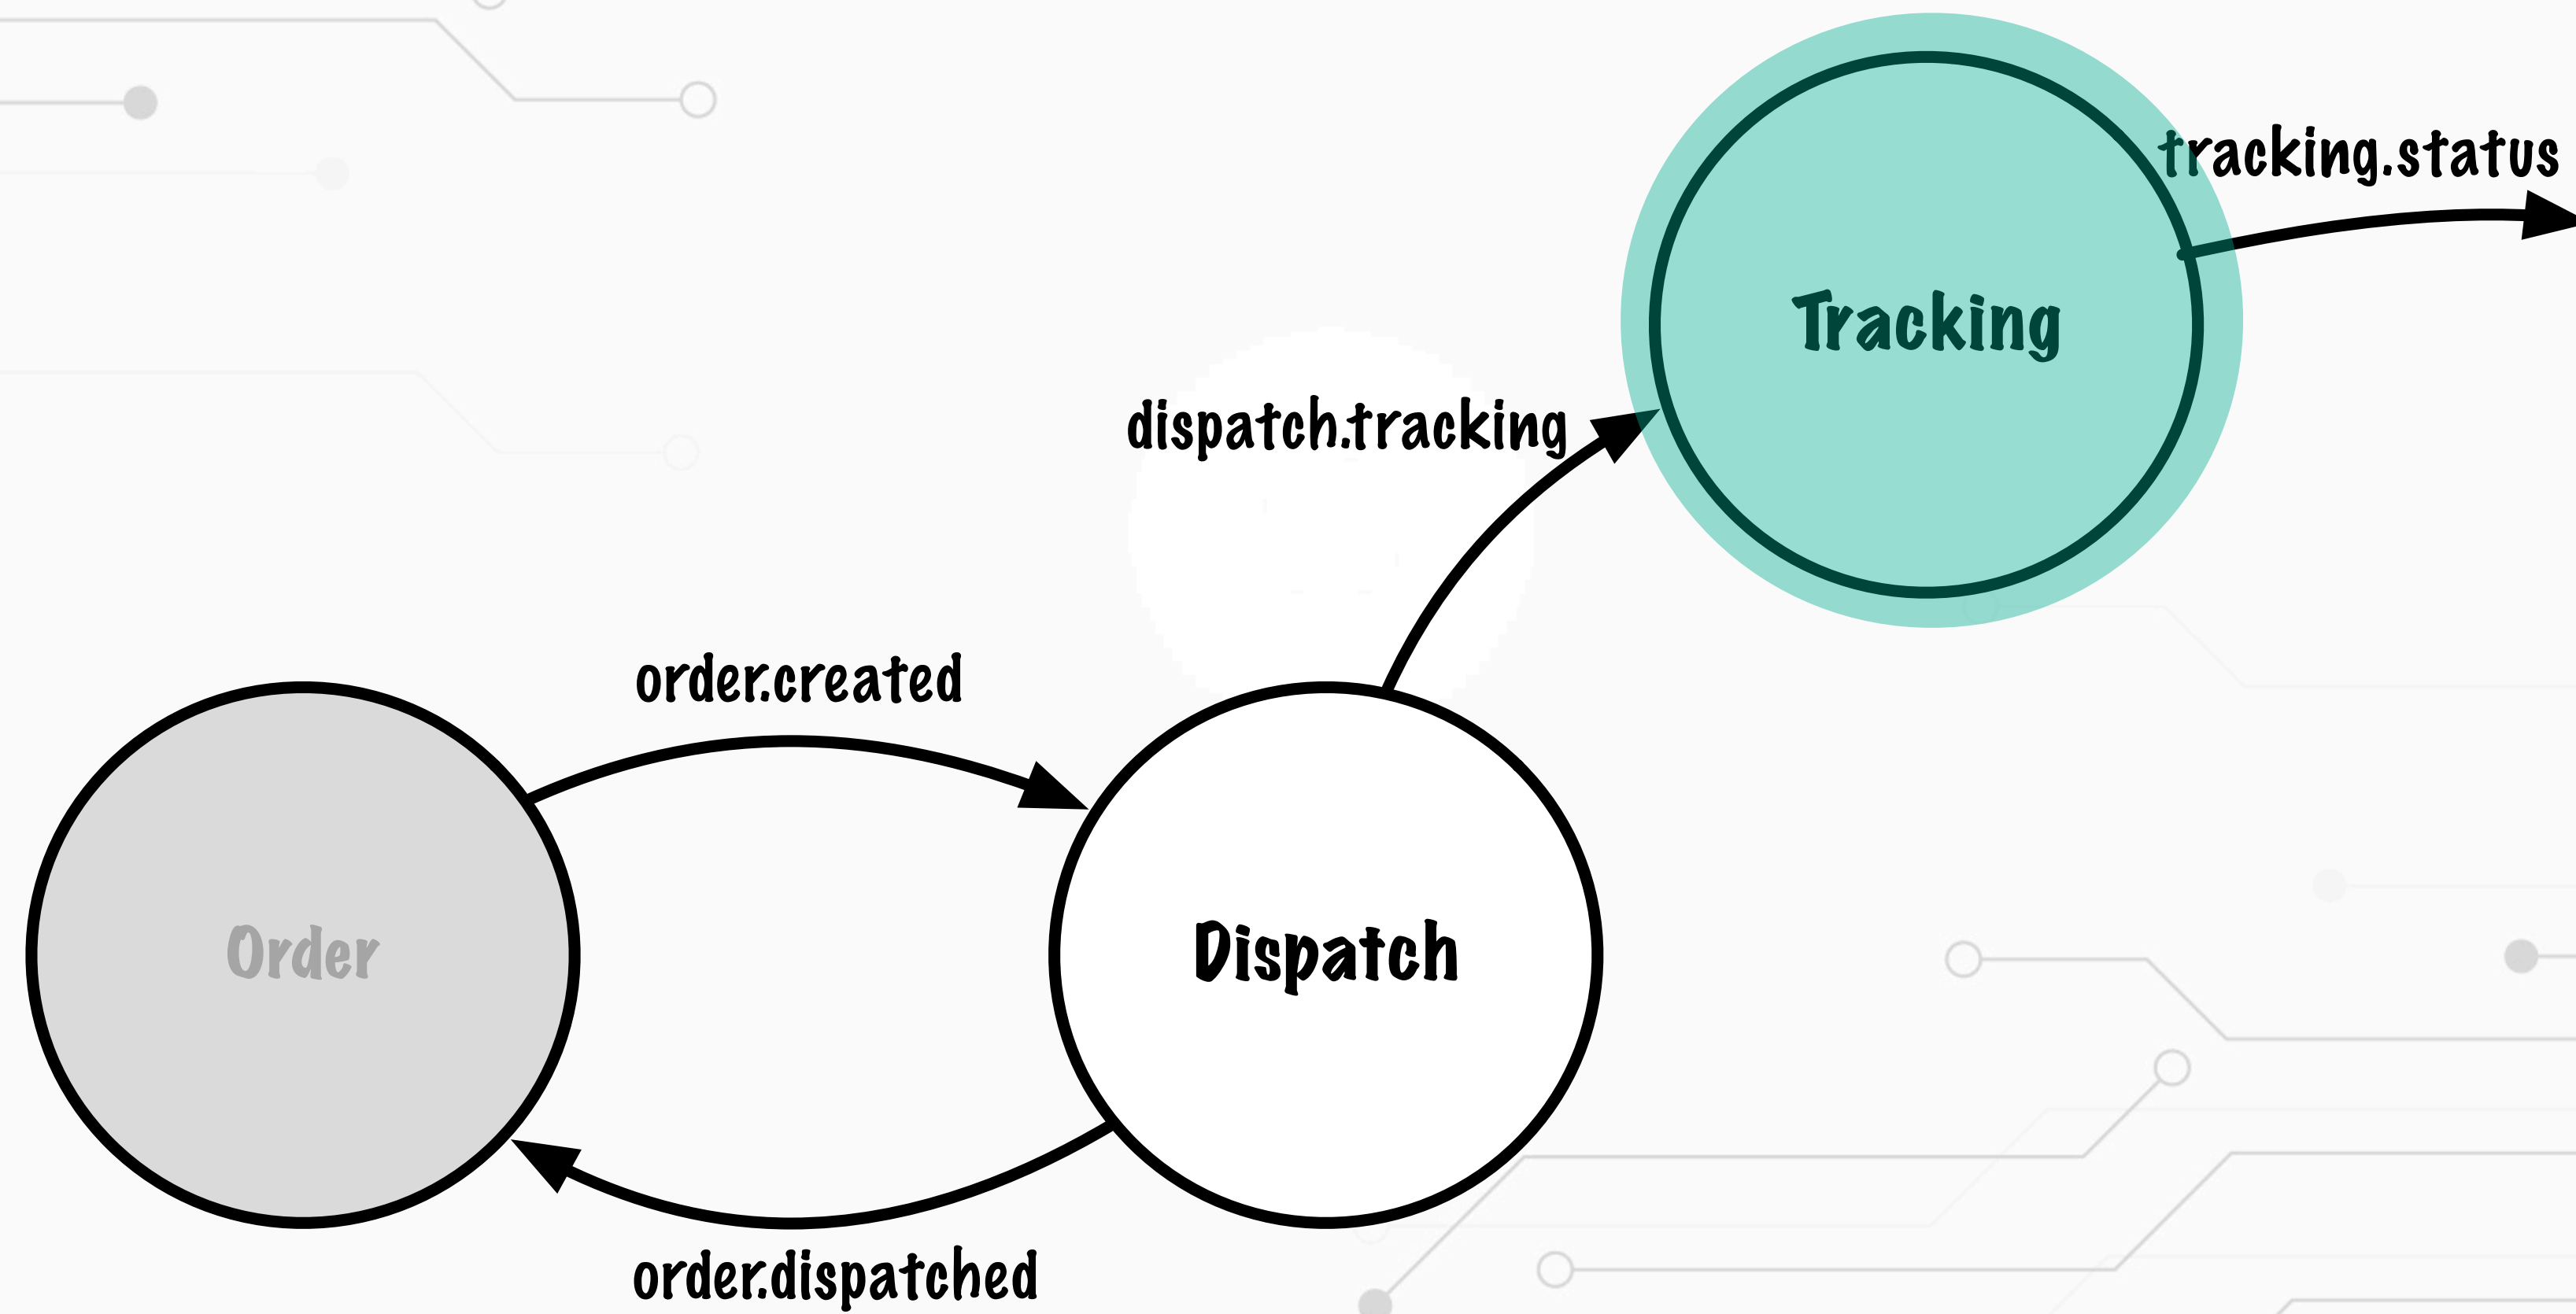 tracking.status
Tracking
dispatch.tracking
order.created
Order
Dispatch
order.dispatched